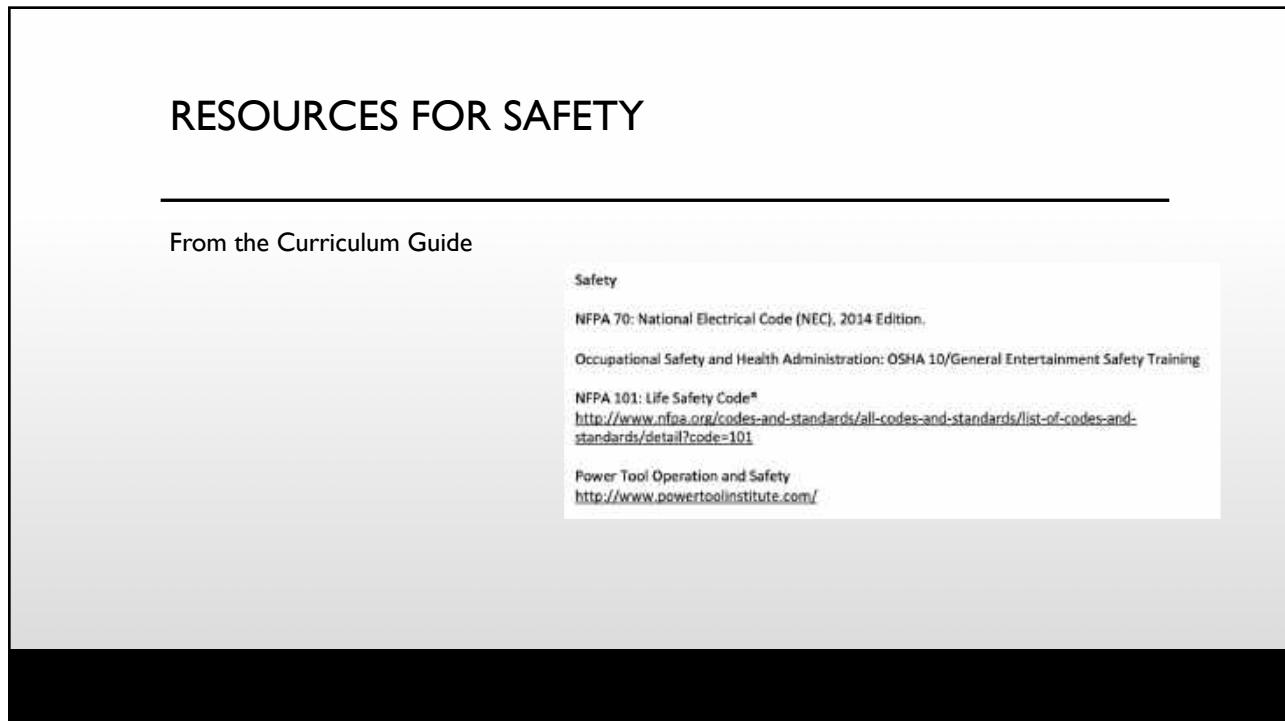 RESOURCES FOR SAFETY
From the Curriculum Guide
Safety
NFPA 70: National Electrical Code (NEC), 2014 Edition.
Occupational Safety and Health Administration: OSHA 10/General Entertainment Safety Training
NFPA 101: Life Safety Code®
http://www.nfpa.org/codes-and-standards/all-codes-and-standards/list-of-codes-and-
standards/detail?code=101
Power Tool Operation and Safety
http://www.powertoolinstitute.com/